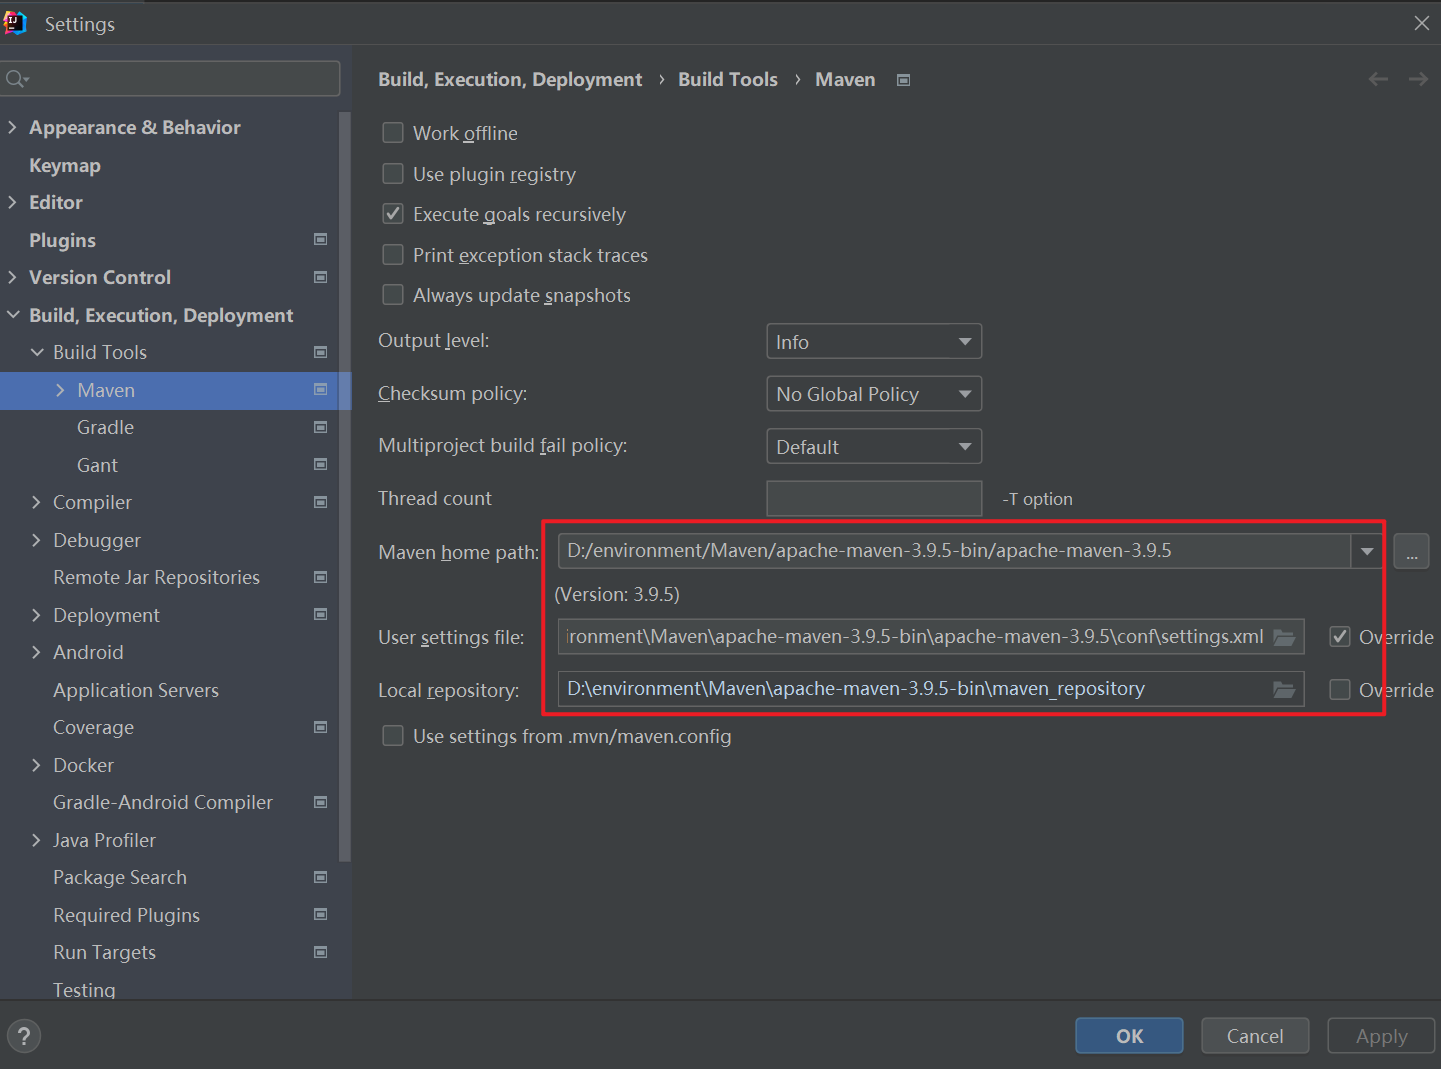 Settings
Appearance & Behavior
Keymap
Editor
Plugins
Version Control
Build, Execution, Deployment
Build Tools
Maven
Gradle
Gant
Compiler
Debugger
Remote Jar Repositories
Deployment
Android
Application Servers
Coverage
Docker
Gradle-Android Compiler
Java Profiler
Package Search
Required Plugins
Run Targets
Testing
Build, Execution, Deployment › Build Tools › Maven
Work offline
Use plugin registry
Execute goals recursively
Print exception stack traces
Always update snapshots
Output level: Info
Checksum policy: No Global Policy
Multiproject build fail policy: Default
Thread count -T option
Maven home path: D:/environment/Maven/apache-maven-3.9.5-bin/apache-maven-3.9.5 ...
(Version: 3.9.5)
User settings file: ironment\Maven\apache-maven-3.9.5-bin\apache-maven-3.9.5\conf\settings.xml Override
Local repository: D:\environment\Maven\apache-maven-3.9.5-bin\maven_repository Override
Use settings from .mvn/maven.config
? OK Cancel Apply